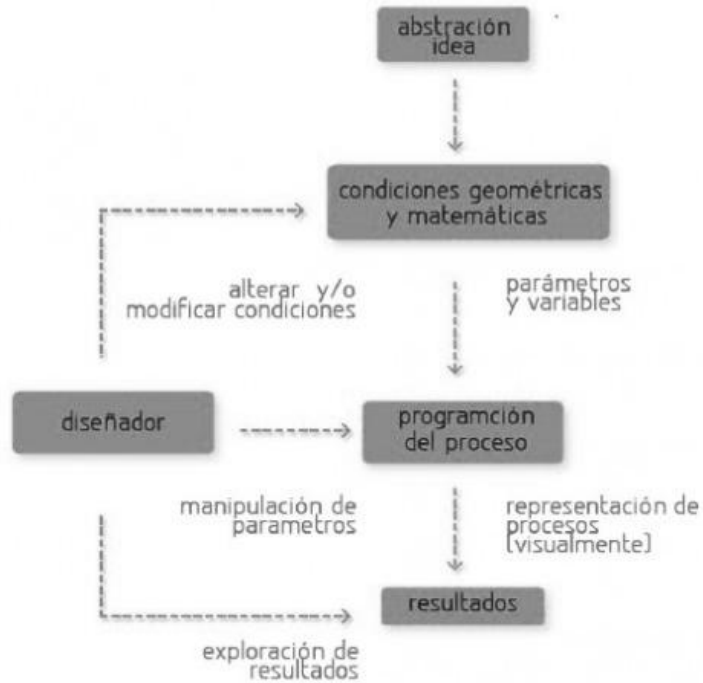 abstración
idea
condiciones geométricas
y matemáticas
alterar y/o
modificar condiciones
parámetros
y variables
diseñador
programción
del proceso
manipulación de
parametros
representación de
procesos
(visualmente)
resultados
exploración de
resultados